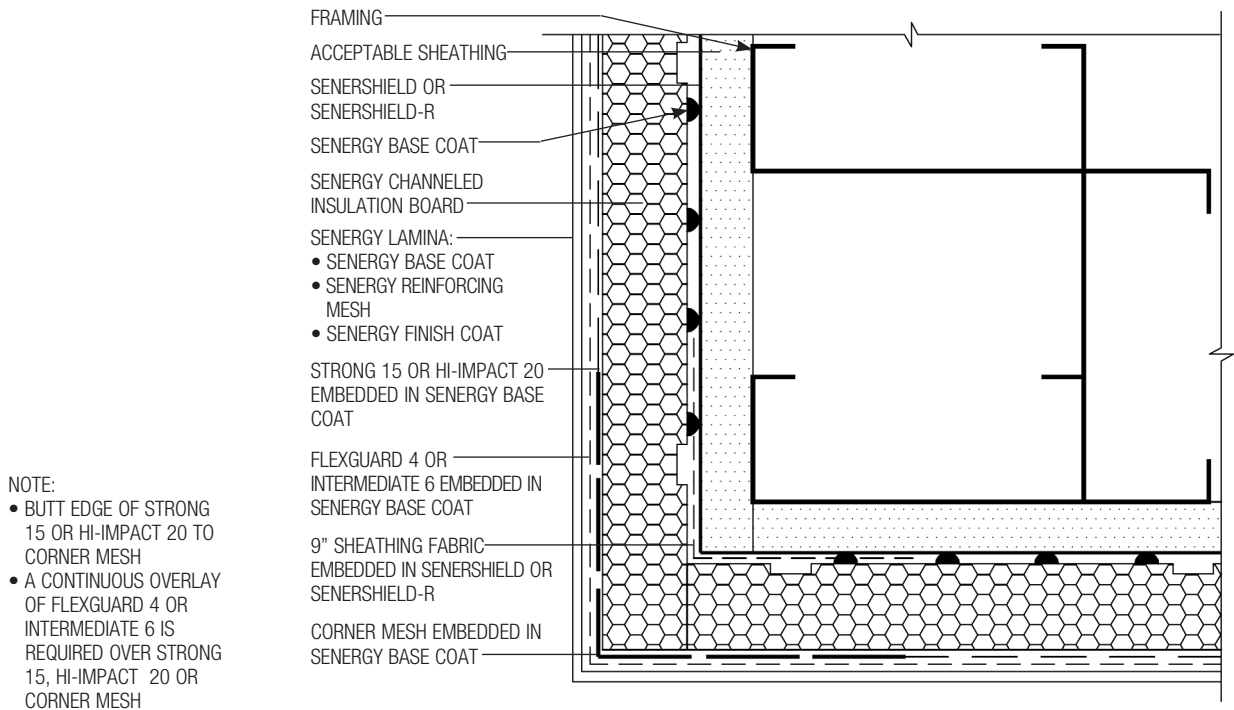 FRAMING
ACCEPTABLE SHEATHING
SENERSHIELD OR
SENERSHIELD-R
SENERGY BASE COAT
SENERGY CHANNELED
INSULATION BOARD
SENERGY LAMINA:
• SENERGY BASE COAT
• SENERGY REINFORCING
MESH
• SENERGY FINISH COAT
STRONG 15 OR HI-IMPACT 20
EMBEDDED IN SENERGY BASE
COAT
FLEXGUARD 4 OR
INTERMEDIATE 6 EMBEDDED IN
SENERGY BASE COAT
9” SHEATHING FABRIC
EMBEDDED IN SENERSHIELD OR
SENERSHIELD-R
CORNER MESH EMBEDDED IN
SENERGY BASE COAT
NOTE:
• BUTT EDGE OF STRONG
15 OR HI-IMPACT 20 TO
CORNER MESH
• A CONTINUOUS OVERLAY
OF FLEXGUARD 4 OR
INTERMEDIATE 6 IS
REQUIRED OVER STRONG
15, HI-IMPACT 20 OR
CORNER MESH